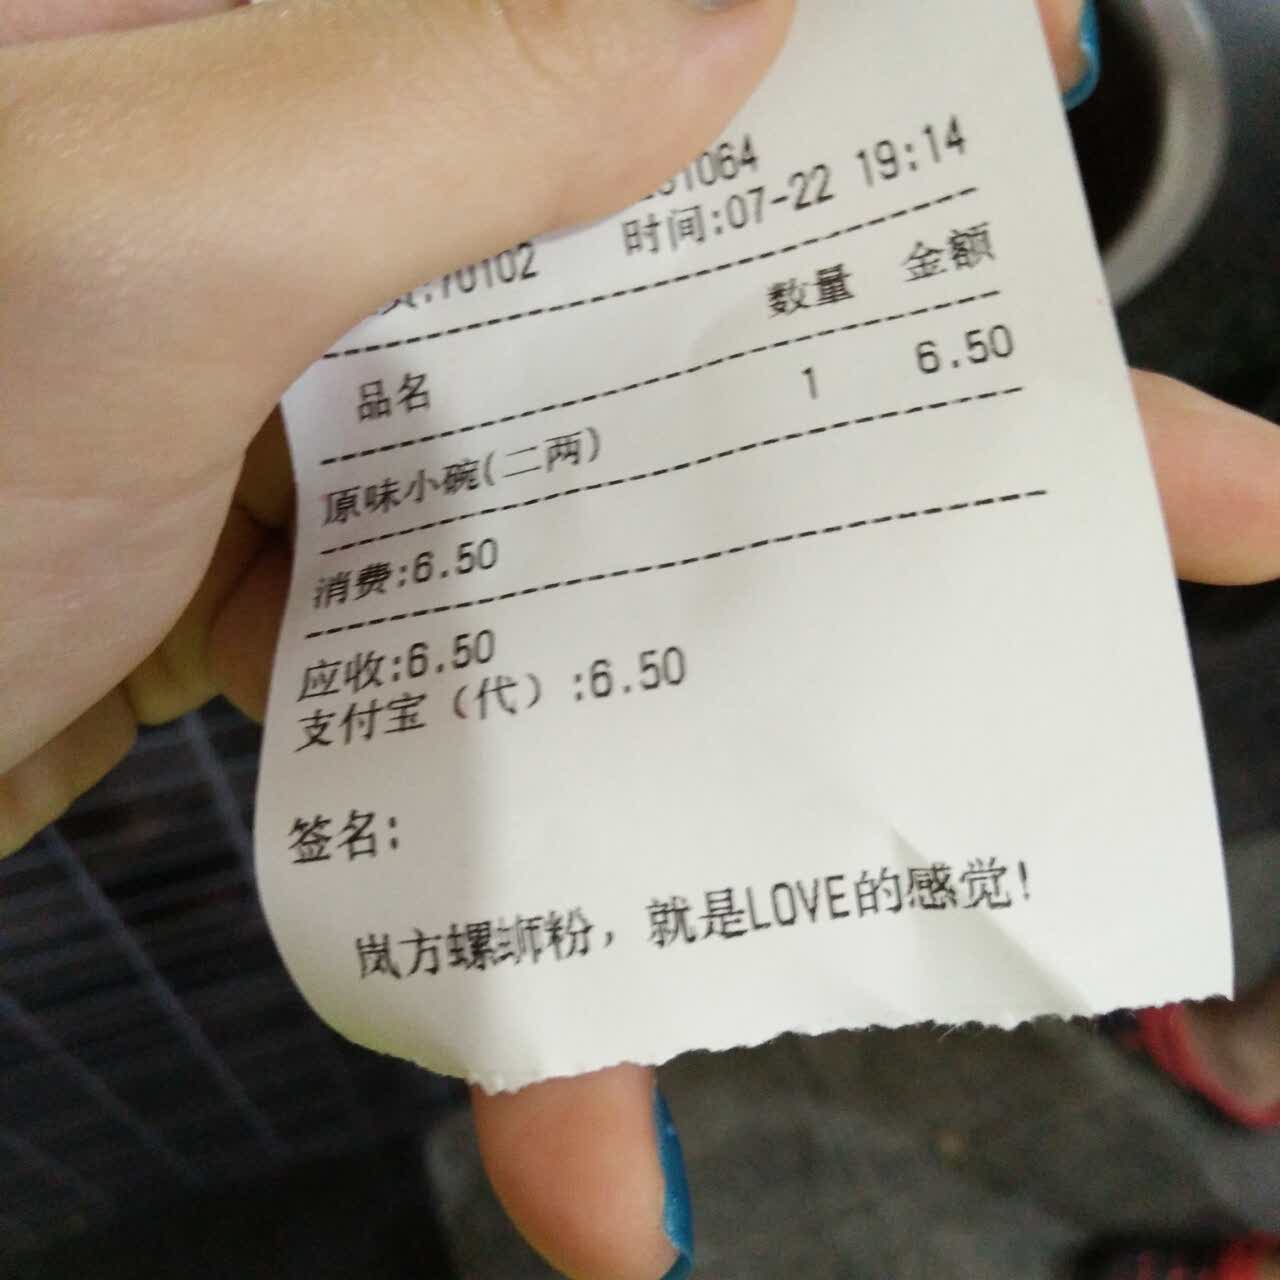 1064
70102 时间:07-22 19:14
品名 数量 金额
原味小碗(二两) 1 6.50
消费:6.50
应收:6.50
支付宝（代）:6.50
签名:
岚方螺蛳粉，就是LOVE的感觉!